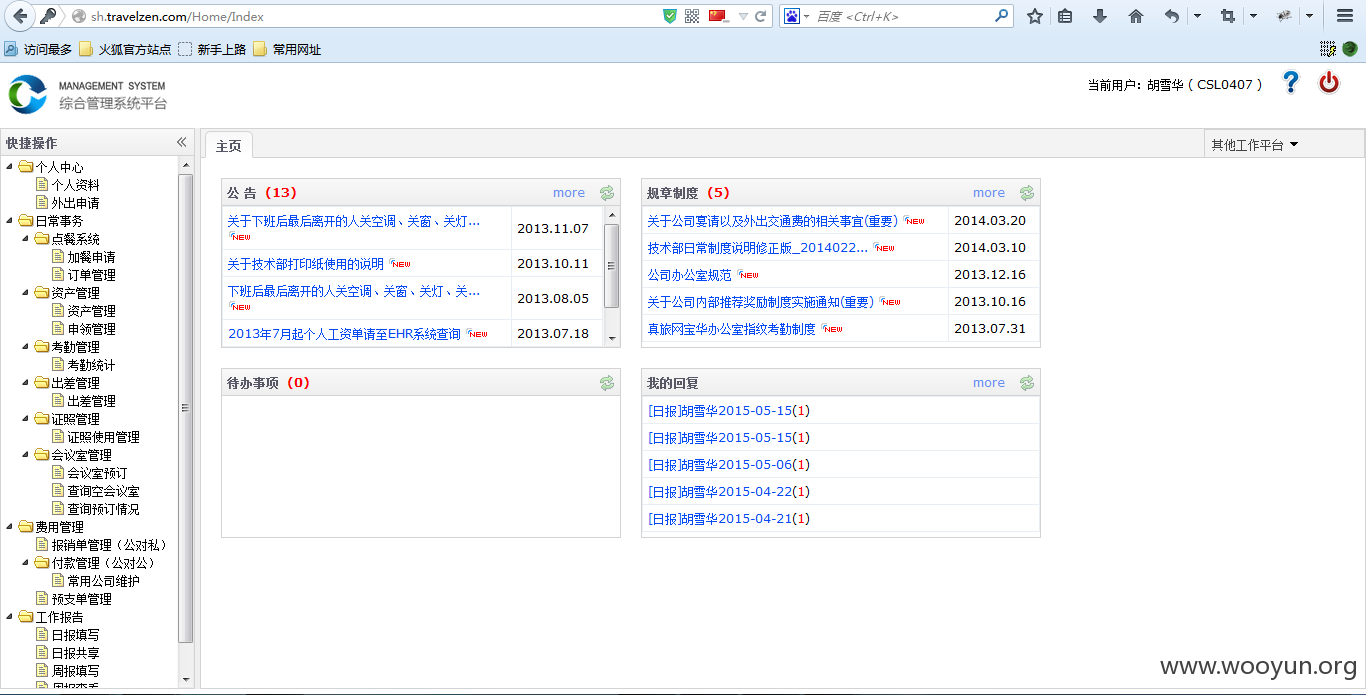 sh.travelzen.com/Home/Index
百度 <Ctrl+K>
访问最多 火狐官方站点 新手上路 常用网址
MANAGEMENT SYSTEM
综合管理系统平台
当前用户：胡雪华（CSL0407）
快捷操作
主页
其他工作平台
个人中心
个人资料
外出申请
日常事务
点餐系统
加餐申请
订单管理
资产管理
资产管理
申领管理
考勤管理
考勤统计
出差管理
出差管理
证照管理
证照使用管理
会议室管理
会议室预订
查询空会议室
查询预订情况
费用管理
报销单管理（公对私）
付款管理（公对公）
常用公司维护
预支单管理
工作报告
日报填写
日报共享
周报填写
周报查看
公 告 (13) more
关于下班后最后离开的人关空调、关窗、关灯... NEW 2013.11.07
关于技术部打印纸使用的说明 NEW 2013.10.11
下班后最后离开的人关空调、关窗、关灯、关... NEW 2013.08.05
2013年7月起个人工资单请至EHR系统查询 NEW 2013.07.18
规章制度 (5) more
关于公司宴请以及外出交通费的相关事宜(重要) NEW 2014.03.20
技术部日常制度说明修正版_2014022... NEW 2014.03.10
公司办公室规范 NEW 2013.12.16
关于公司内部推荐奖励制度实施通知(重要) NEW 2013.10.16
真旅网宝华办公室指纹考勤制度 NEW 2013.07.31
待办事项 (0)
我的回复 more
[日报]胡雪华2015-05-15(1)
[日报]胡雪华2015-05-15(1)
[日报]胡雪华2015-05-06(1)
[日报]胡雪华2015-04-22(1)
[日报]胡雪华2015-04-21(1)
www.wooyun.org